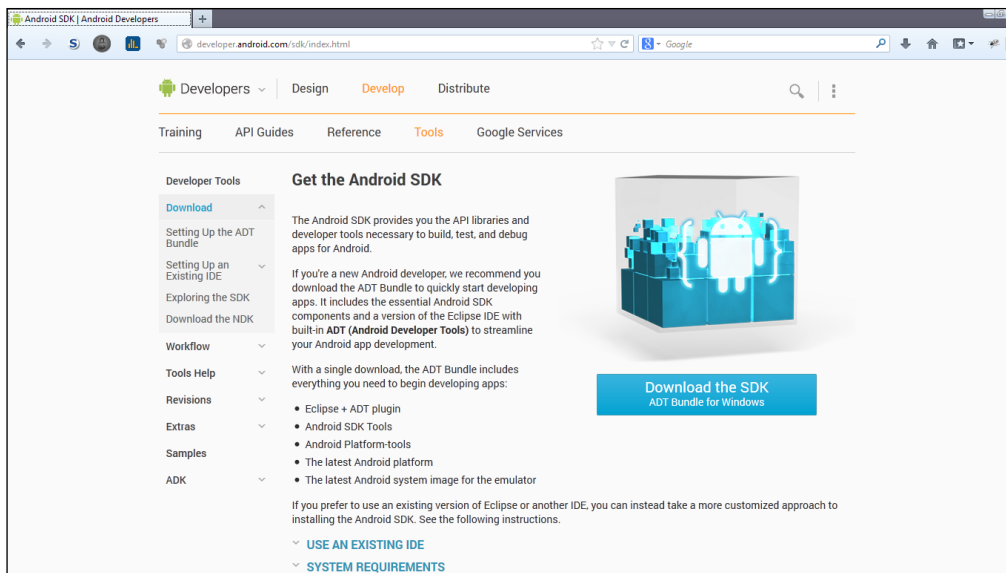 Android SDK | Android Developers
developer.android.com/sdk/index.html
Google
Developers
Design
Develop
Distribute
Training
API Guides
Reference
Tools
Google Services
Developer Tools
Download
Setting Up the ADT
Bundle
Setting Up an
Existing IDE
Exploring the SDK
Download the NDK
Workflow
Tools Help
Revisions
Extras
Samples
ADK
Get the Android SDK
The Android SDK provides you the API libraries and
developer tools necessary to build, test, and debug
apps for Android.
If you're a new Android developer, we recommend you
download the ADT Bundle to quickly start developing
apps. It includes the essential Android SDK
components and a version of the Eclipse IDE with
built-in ADT (Android Developer Tools) to streamline
your Android app development.
With a single download, the ADT Bundle includes
everything you need to begin developing apps:
• Eclipse + ADT plugin
• Android SDK Tools
• Android Platform-tools
• The latest Android platform
• The latest Android system image for the emulator
Download the SDK
ADT Bundle for Windows
If you prefer to use an existing version of Eclipse or another IDE, you can instead take a more customized approach to
installing the Android SDK. See the following instructions.
USE AN EXISTING IDE
SYSTEM REQUIREMENTS